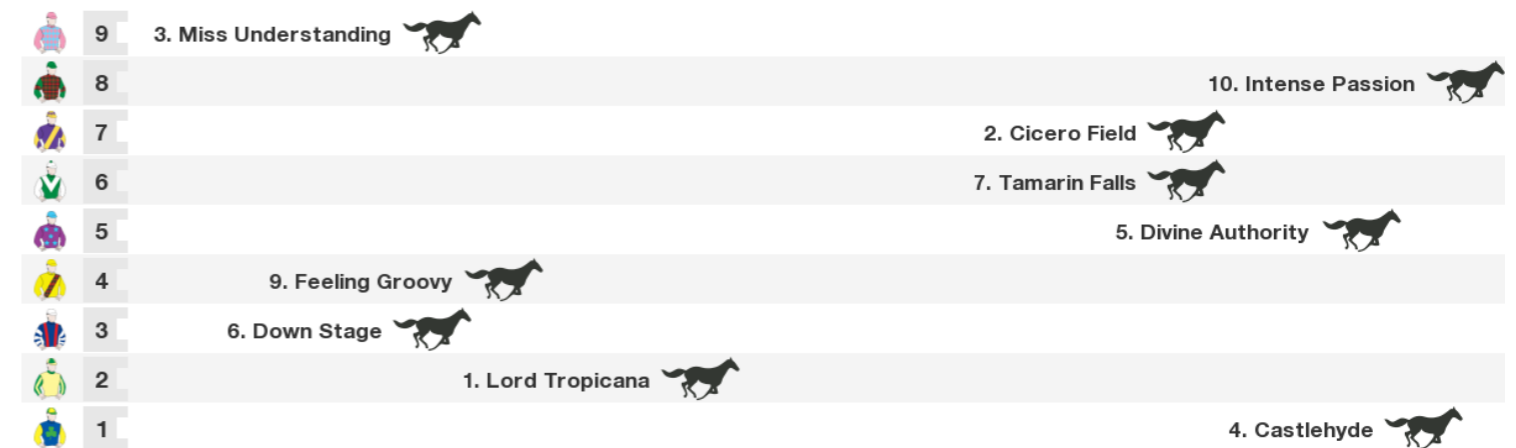 9 3. Miss Understanding
8 10. Intense Passion
7 2. Cicero Field
6 7. Tamarin Falls
5 5. Divine Authority
4 9. Feeling Groovy
3 6. Down Stage
2 1. Lord Tropicana
1 4. Castlehyde